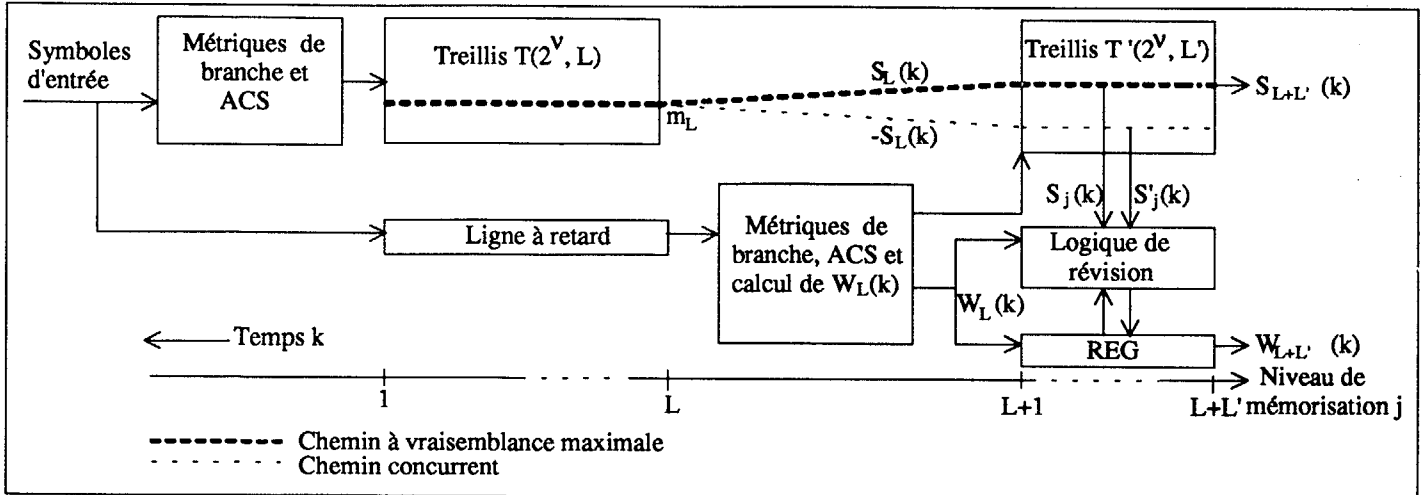 Symboles
d'entrée
Métriques de
branche et
ACS
Treillis T(2^ν, L)
m_L
S_L(k)
-S_L(k)
Treillis T '(2^ν, L')
S_L+L' (k)
S_j(k)
S'_j(k)
Ligne à retard
Métriques de
branche, ACS et
calcul de W_L(k)
W_L(k)
Logique de
révision
REG
W_L+L' (k)
Temps k
1
L
L+1
L+L'
Niveau de
mémorisation j
Chemin à vraisemblance maximale
Chemin concurrent